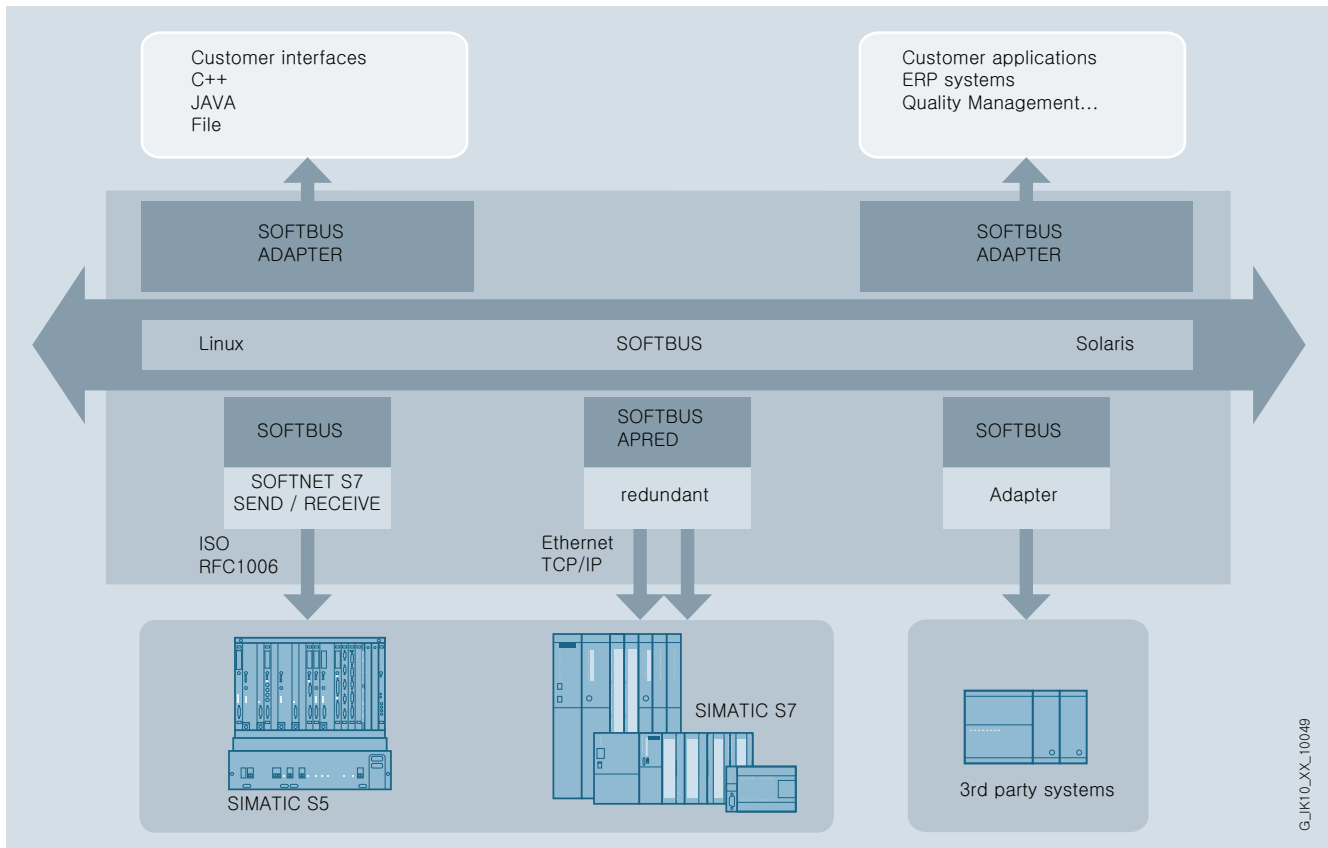 Customer interfaces
C++
JAVA
File
Customer applications
ERP systems
Quality Management...
SOFTBUS
ADAPTER
SOFTBUS
ADAPTER
Linux
SOFTBUS
Solaris
SOFTBUS
SOFTNET S7
SEND / RECEIVE
SOFTBUS
APRED
redundant
SOFTBUS
Adapter
ISO
RFC1006
Ethernet
TCP/IP
SIMATIC S5
SIMATIC S7
3rd party systems
G_IK10_XX_10049